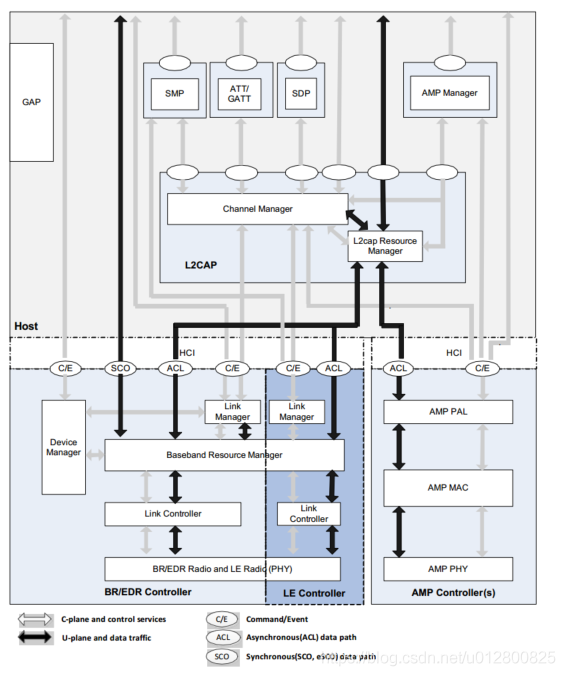 GAP
SMP
ATT/
GATT
SDP
AMP Manager
Channel Manager
L2cap Resource
Manager
L2CAP
Host
HCI
HCI
C/E
SCO
ACL
C/E
C/E
ACL
ACL
C/E
Device
Manager
Link
Manager
Link
Manager
AMP PAL
Baseband Resource Manager
AMP MAC
Link Controller
Link
Controller
BR/EDR Radio and LE Radio (PHY)
AMP PHY
BR/EDR Controller
LE Controller
AMP Controller(s)
C-plane and control services
C/E
Command/Event
U-plane and data traffic
ACL
Asynchronous(ACL) data path
SCO
Synchronous(SCO, eSCO) data path
https://blog.csdn.net/u012800825